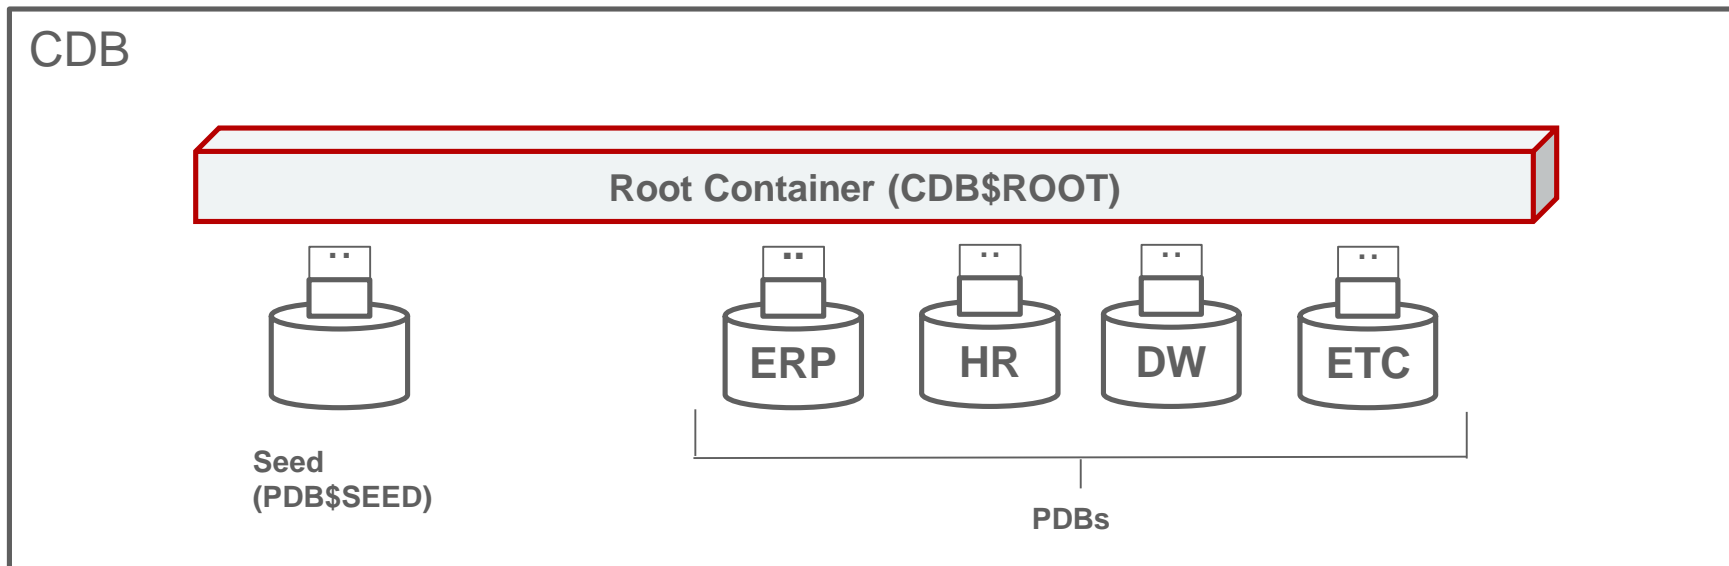 CDB
Root Container (CDB$ROOT)
ERP
HR
DW
ETC
Seed
(PDB$SEED)
PDBs